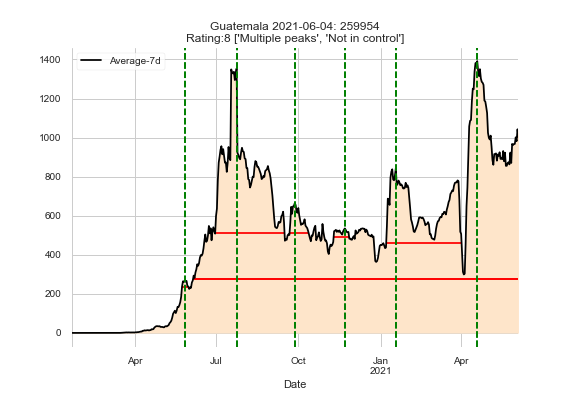 Guatemala 2021-06-04: 259954
Rating:8 ['Multiple peaks', 'Not in control']
Average-7d
1400
1200
1000
800
600
400
200
0
Apr
Jul
Oct
Jan
2021
Apr
Date